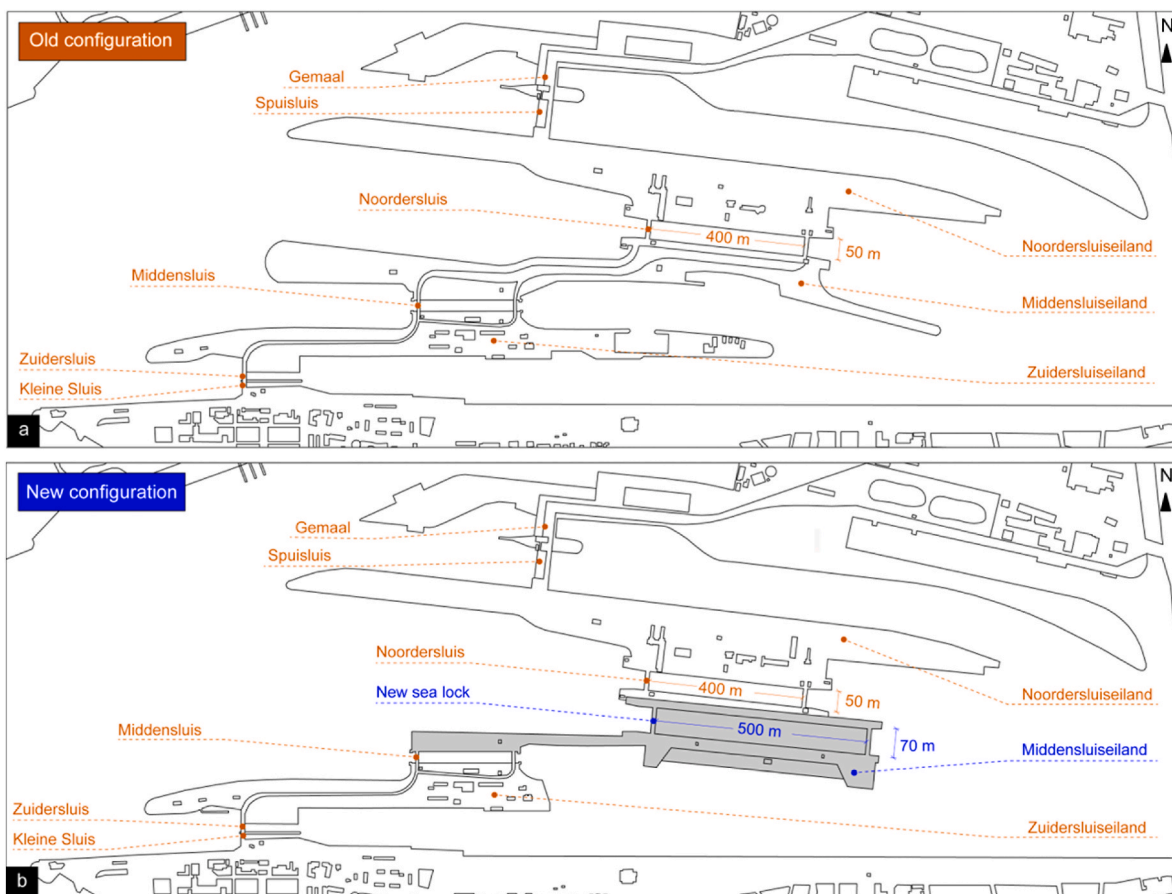 Old configuration
N
Gemaal
Spuisluis
Noordersluis
400 m
50 m
Noordersluiseiland
Middensluis
Middensluiseiland
Zuidersluis
Kleine Sluis
Zuidersluiseiland
a
New configuration
N
Gemaal
Spuisluis
Noordersluis
400 m
50 m
Noordersluiseiland
New sea lock
500 m
70 m
Middensluis
Middensluiseiland
Zuidersluis
Kleine Sluis
Zuidersluiseiland
b